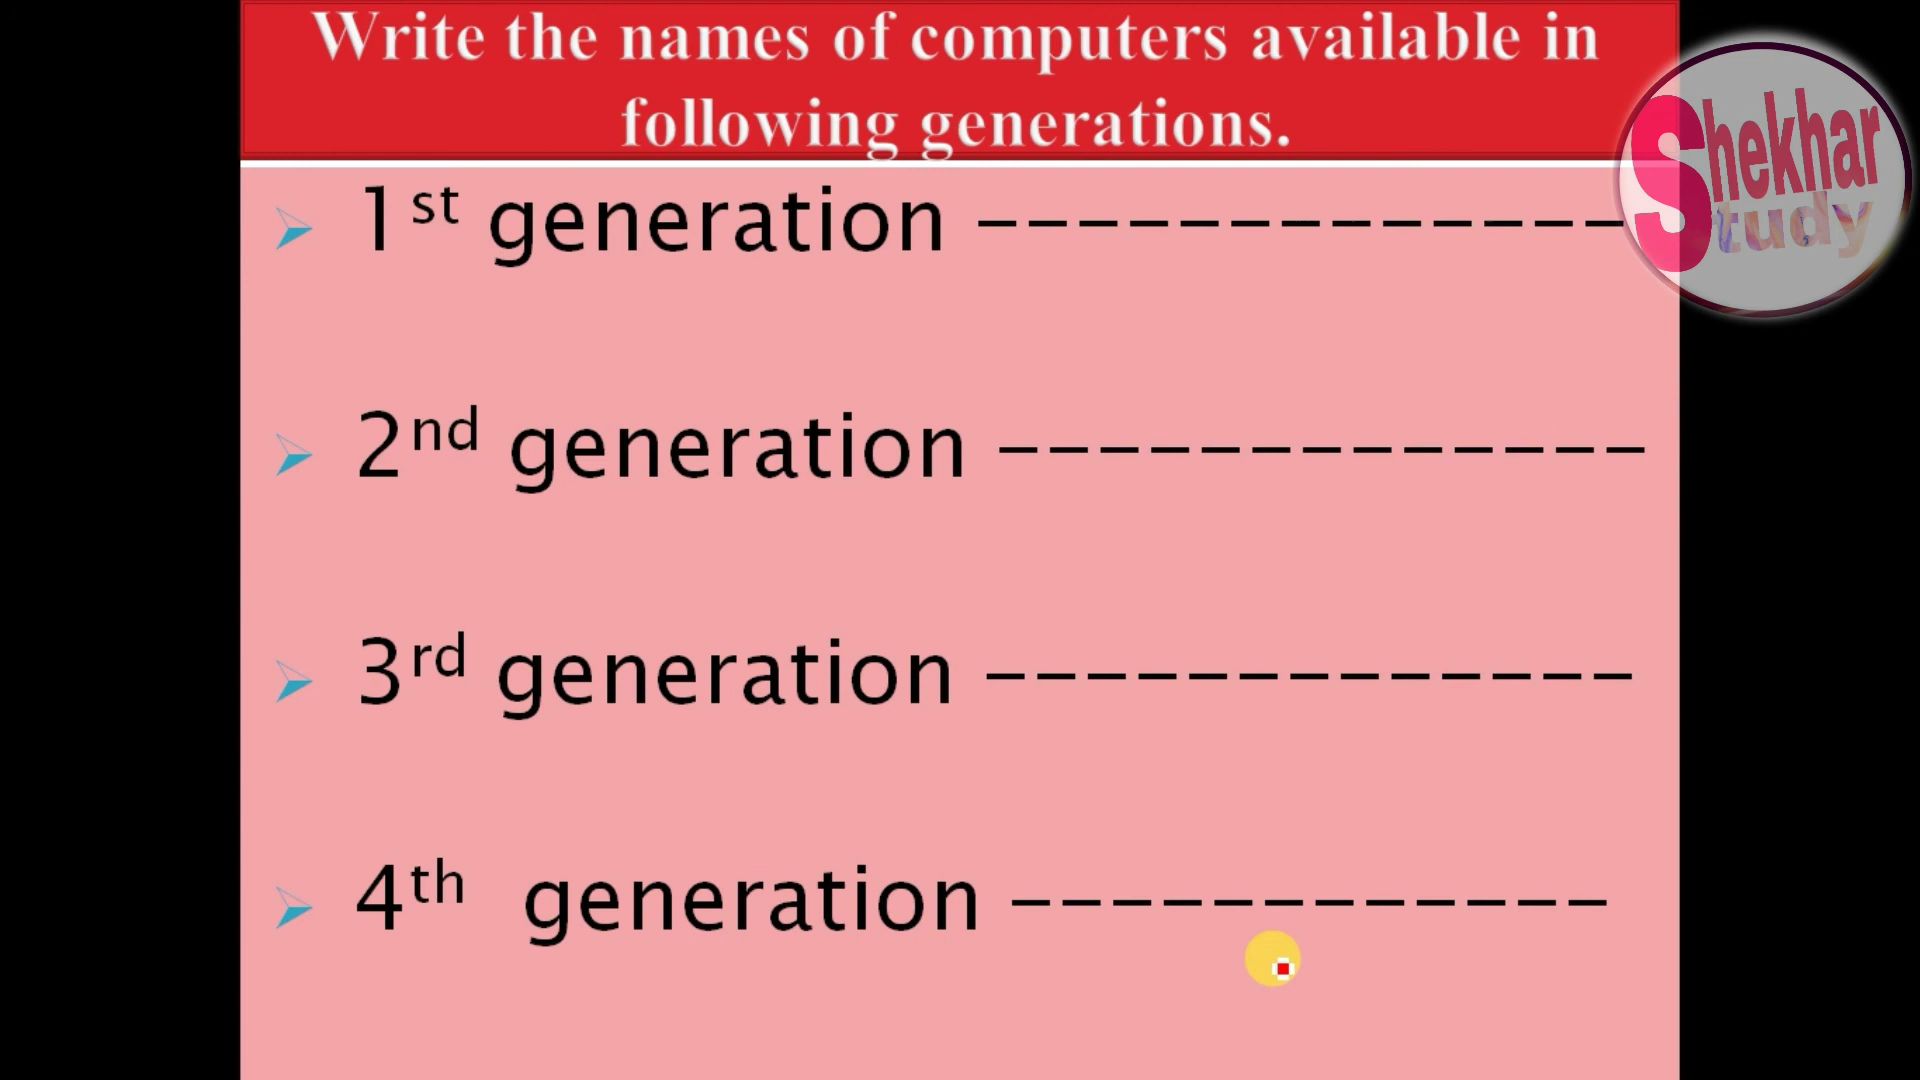 Write the names of computers available in
following generations.
Shekhar
Study
1st generation -------------
2nd generation -------------
3rd generation -------------
4th generation ------------